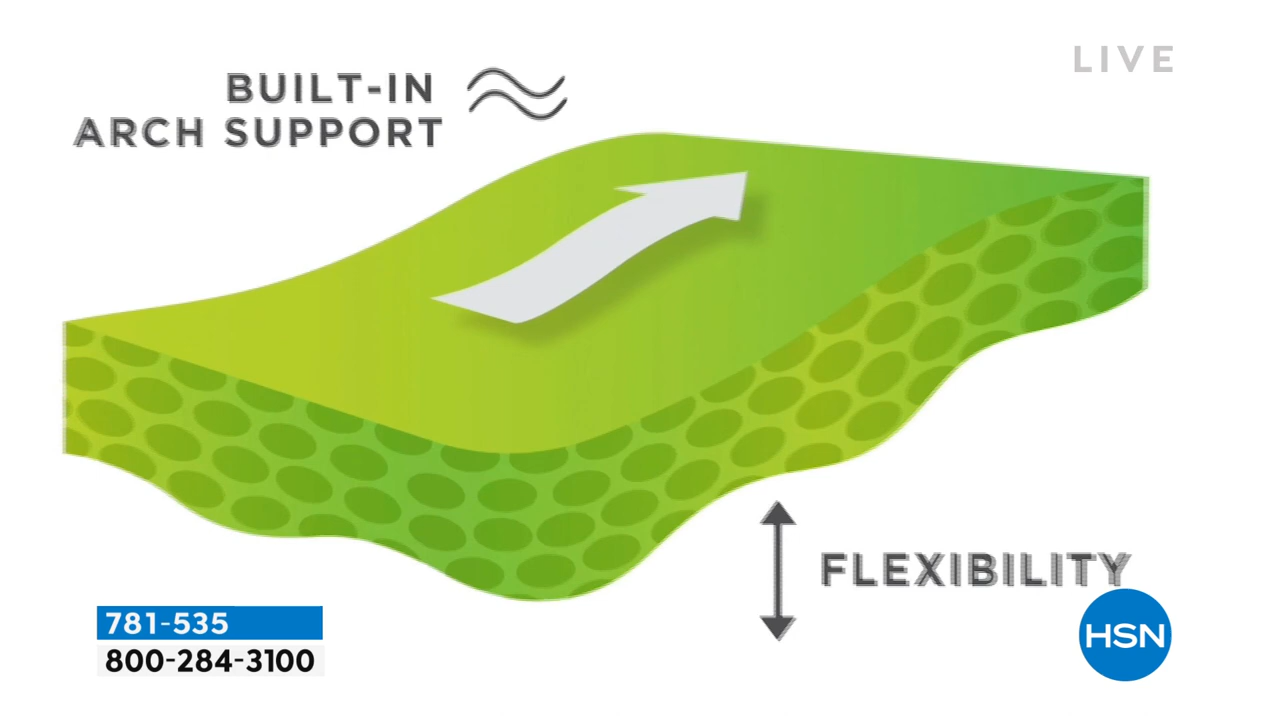 LIVE
BUILT-IN
ARCH SUPPORT
FLEXIBILITY
781-535
800-284-3100
HSN